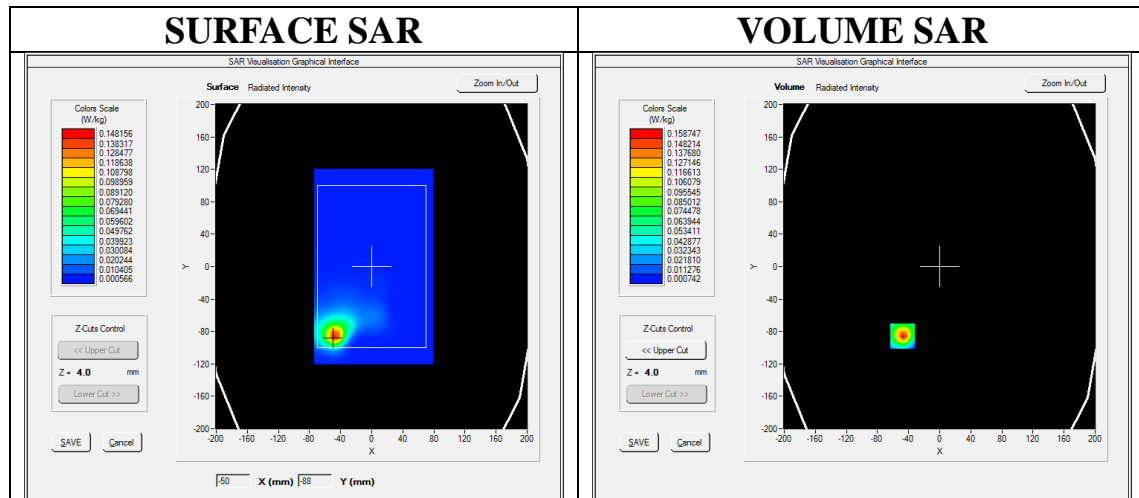 SURFACE SAR
SAR Visualisation Graphical Interface
Surface Radiated Intensity
Zoom In/Out
Colors Scale
(W/kg)
0.148156
0.138317
0.128477
0.118638
0.108798
0.098959
0.089120
0.079280
0.069441
0.059602
0.049762
0.039923
0.030084
0.020244
0.010405
0.000566
Z-Cuts Control
<< Upper Cut
Z = 4.0 mm
Lower Cut >>
SAVE Cancel
200
160
120
80
40
0
-40
-80
-120
-160
-200
Y
-200 -160 -120 -80 -40 0 40 80 120 160 200
X
-50 X (mm) -88 Y (mm)
VOLUME SAR
SAR Visualisation Graphical Interface
Volume Radiated Intensity
Zoom In/Out
Colors Scale
(W/kg)
0.158747
0.148214
0.137680
0.127146
0.116613
0.106079
0.095545
0.085012
0.074478
0.063944
0.053411
0.042877
0.032343
0.021810
0.011276
0.000742
Z-Cuts Control
<< Upper Cut
Z = 4.0 mm
Lower Cut >>
SAVE Cancel
200
160
120
80
40
0
-40
-80
-120
-160
-200
Y
-200 -160 -120 -80 -40 0 40 80 120 160 200
X